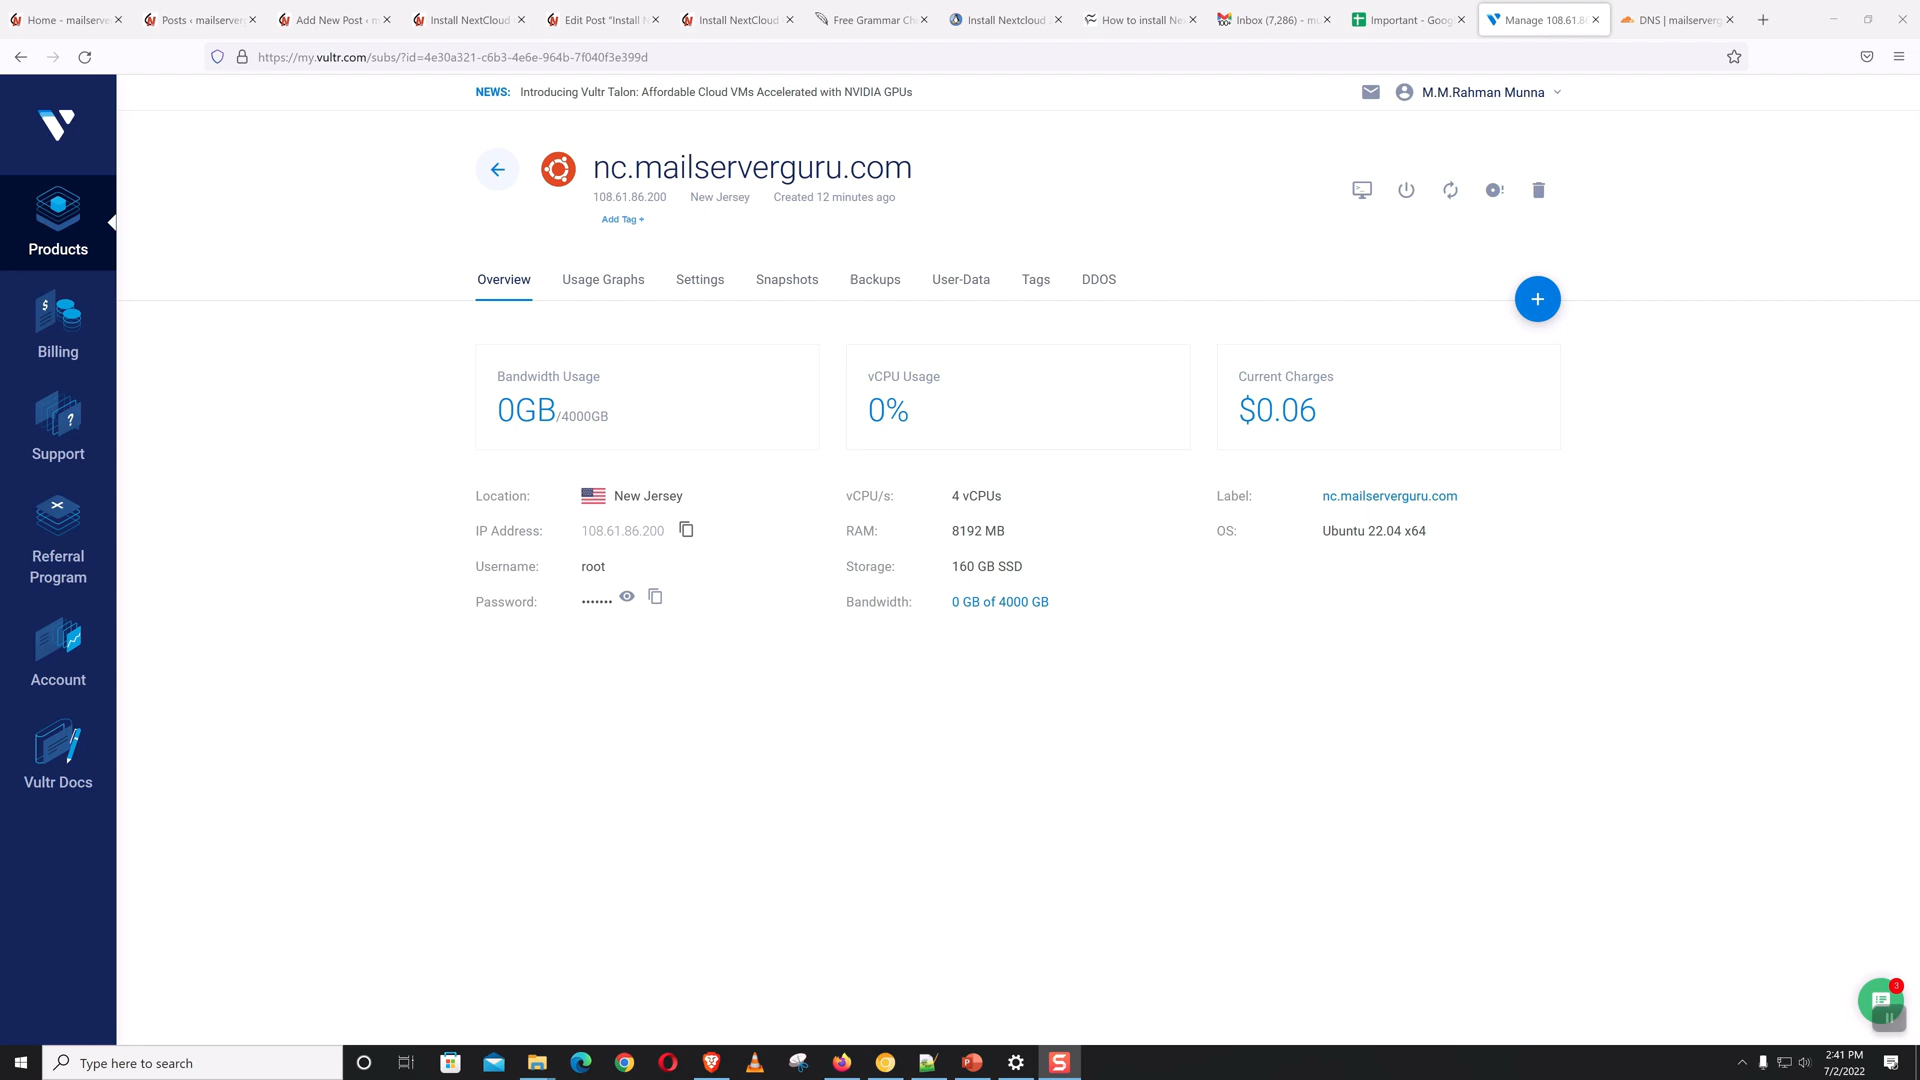 Home - mailserver
Posts ‹ mailserver
Add New Post ‹ m
Install NextCloud
Edit Post "Install N
Install NextCloud
Free Grammar Che
Install Nextcloud
How to install Ne
Inbox (7,286) - mu
Important - Goog
Manage 108.61.8
DNS | mailserverg
https://my.vultr.com/subs/?id=4e30a321-c6b3-4e6e-964b-7f040f3e399d
NEWS: Introducing Vultr Talon: Affordable Cloud VMs Accelerated with NVIDIA GPUs
M.M.Rahman Munna
nc.mailserverguru.com
108.61.86.200 New Jersey Created 12 minutes ago
Add Tag +
Products
Billing
Support
Referral
Program
Account
Vultr Docs
Overview Usage Graphs Settings Snapshots Backups User-Data Tags DDOS
Bandwidth Usage
0GB/4000GB
vCPU Usage
0%
Current Charges
$0.06
Location: New Jersey
IP Address: 108.61.86.200
Username: root
Password: •••••••
vCPU/s: 4 vCPUs
RAM: 8192 MB
Storage: 160 GB SSD
Bandwidth: 0 GB of 4000 GB
Label: nc.mailserverguru.com
OS: Ubuntu 22.04 x64
3
Type here to search
2:41 PM
7/2/2022